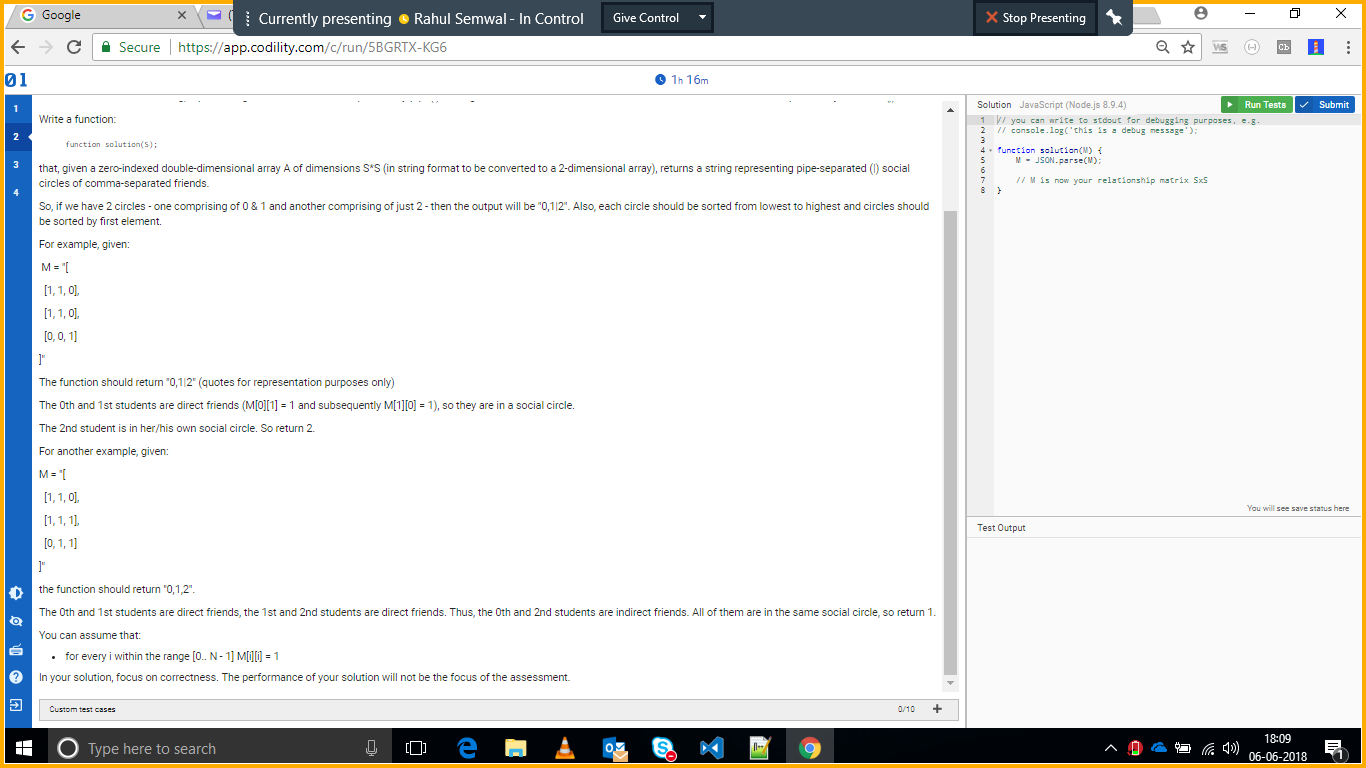 Google
Currently presenting Rahul Semwal - In Control
Give Control
Stop Presenting
Secure
https://app.codility.com/c/run/5BGRTX-KG6
01
1h 16m
1
2
3
4
Write a function:
function solution(S);
that, given a zero-indexed double-dimensional array A of dimensions S*S (in string format to be converted to a 2-dimensional array), returns a string representing pipe-separated (|) social
circles of comma-separated friends.
So, if we have 2 circles - one comprising of 0 & 1 and another comprising of just 2 - then the output will be "0,1|2". Also, each circle should be sorted from lowest to highest and circles should
be sorted by first element.
For example, given:
M = "[
[1, 1, 0],
[1, 1, 0],
[0, 0, 1]
]"
The function should return "0,1|2" (quotes for representation purposes only)
The 0th and 1st students are direct friends (M[0][1] = 1 and subsequently M[1][0] = 1), so they are in a social circle.
The 2nd student is in her/his own social circle. So return 2.
For another example, given:
M = "[
[1, 1, 0],
[1, 1, 1],
[0, 1, 1]
]"
the function should return "0,1,2".
The 0th and 1st students are direct friends, the 1st and 2nd students are direct friends. Thus, the 0th and 2nd students are indirect friends. All of them are in the same social circle, so return 1.
You can assume that:
• for every i within the range [0.. N - 1] M[i][i] = 1
In your solution, focus on correctness. The performance of your solution will not be the focus of the assessment.
Custom test cases
0/10
+
Solution JavaScript (Node.js 8.9.4)
Run Tests
Submit
1 // you can write to stdout for debugging purposes, e.g.
2 // console.log('this is a debug message');
3
4 function solution(M) {
5 M = JSON.parse(M);
6
7 // M is now your relationship matrix SxS
8 }
You will see save status here
Test Output
Type here to search
18:09
06-06-2018
1